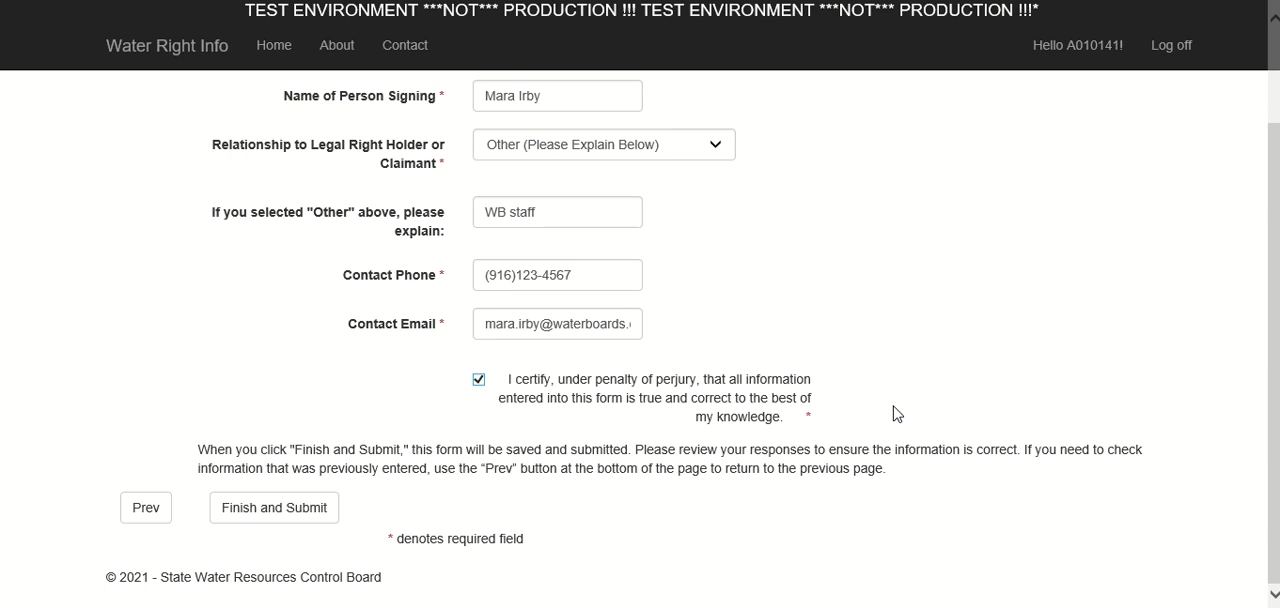 TEST ENVIRONMENT ***NOT*** PRODUCTION !!! TEST ENVIRONMENT ***NOT*** PRODUCTION !!!*
Water Right Info Home About Contact Hello A010141! Log off
Name of Person Signing * Mara Irby
Relationship to Legal Right Holder or
Claimant * Other (Please Explain Below)
If you selected "Other" above, please
explain: WB staff
Contact Phone * (916)123-4567
Contact Email * mara.irby@waterboards.
I certify, under penalty of perjury, that all information
entered into this form is true and correct to the best of
my knowledge. *
When you click "Finish and Submit," this form will be saved and submitted. Please review your responses to ensure the information is correct. If you need to check
information that was previously entered, use the “Prev” button at the bottom of the page to return to the previous page.
Prev Finish and Submit
* denotes required field
© 2021 - State Water Resources Control Board